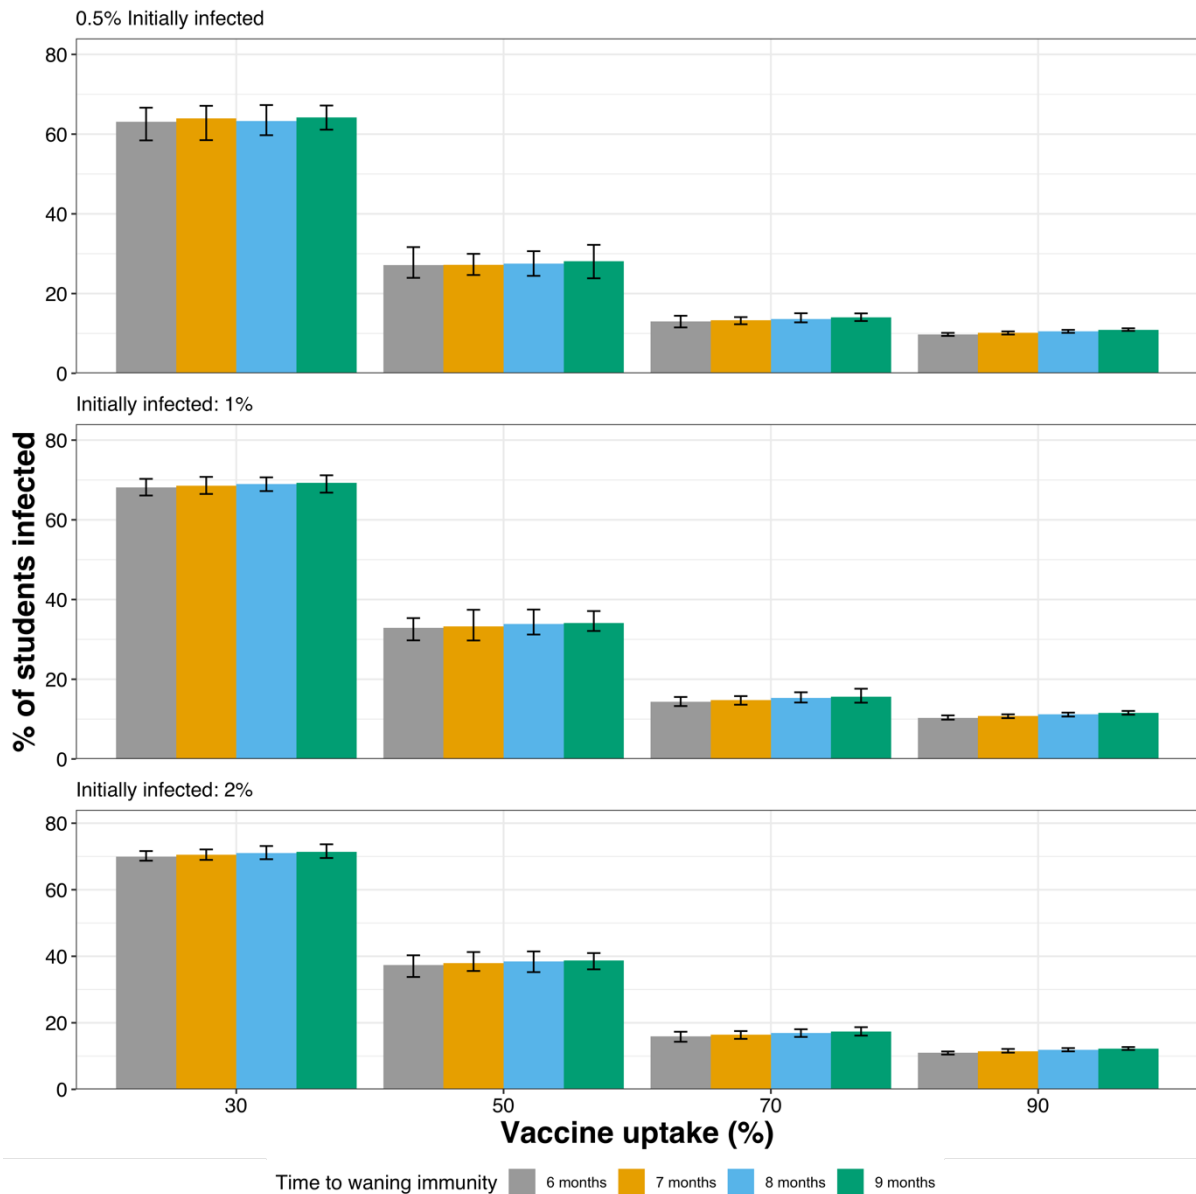 0.5% Initially infected
80
60
40
20
0
Initially infected: 1%
80
60
40
20
0
Initially infected: 2%
80
60
40
20
0
% of students infected
30 50 70 90
Vaccine uptake (%)
Time to waning immunity 6 months 7 months 8 months 9 months